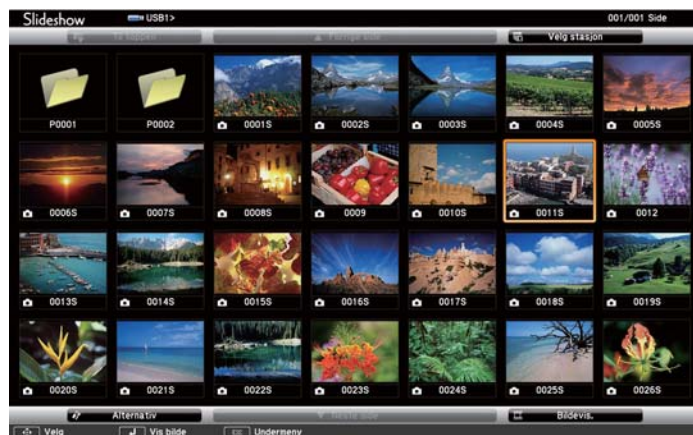 Slideshow USB1> 001/001 Side
Til toppen ▲ Forrige side Velg stasjon
P0001 P0002 0001S 0002S 0003S 0004S 0005S
0006S 0007S 0008S 0009 0010S 0011S 0012
0013S 0014S 0015S 0016S 0017S 0018S 0019S
0020S 0021S 0022S 0023S 0024S 0025S 0026S
Alternativ ▼ Neste side Bildevis.
Velg Vis bilde Esc Undermeny